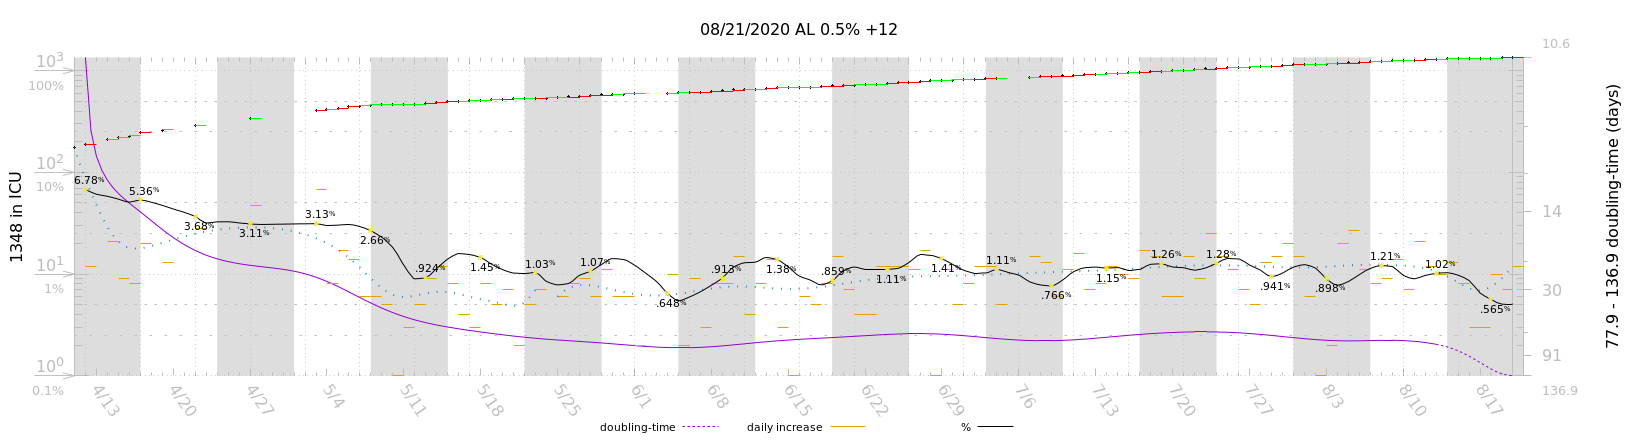 08/21/2020 AL 0.5% +12
10³ 10.6
100%
10² 14
10%
10¹ 30
1%
10⁰ 91
0.1% 136.9
1348 in ICU
77.9 - 136.9 doubling-time (days)
6.78% 5.36% 3.68% 3.11% 3.13% 2.66% .924% 1.45% 1.03% 1.07% .648% .913% 1.38% .859% 1.11% 1.41% 1.11% .766% 1.15% 1.26% 1.28% .941% .898% 1.21% 1.02% .565%
4/13 4/20 4/27 5/4 5/11 5/18 5/25 6/1 6/8 6/15 6/22 6/29 7/6 7/13 7/20 7/27 8/3 8/10 8/17
doubling-time daily increase %